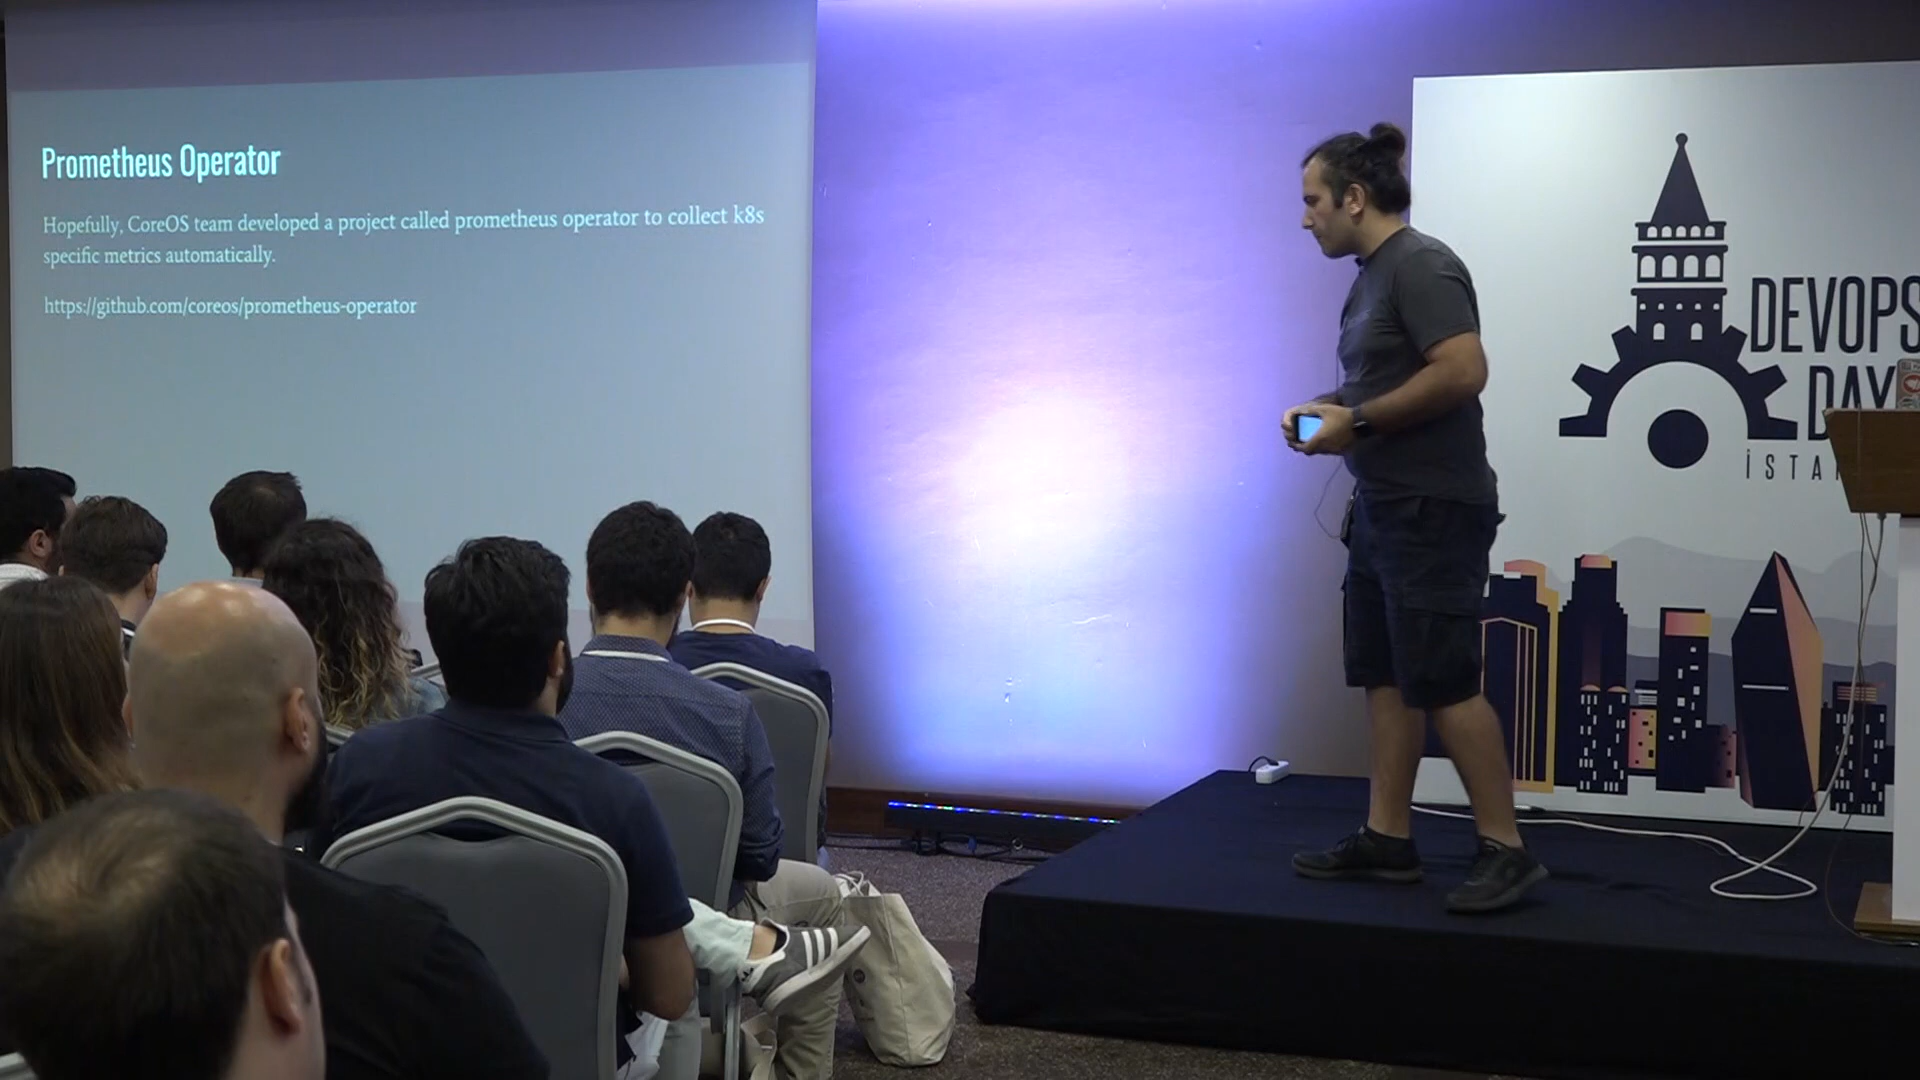 Prometheus Operator
Hopefully, CoreOS team developed a project called prometheus operator to collect k8s
specific metrics automatically.
https://github.com/coreos/prometheus-operator
DEVOPS
DAY
İSTA